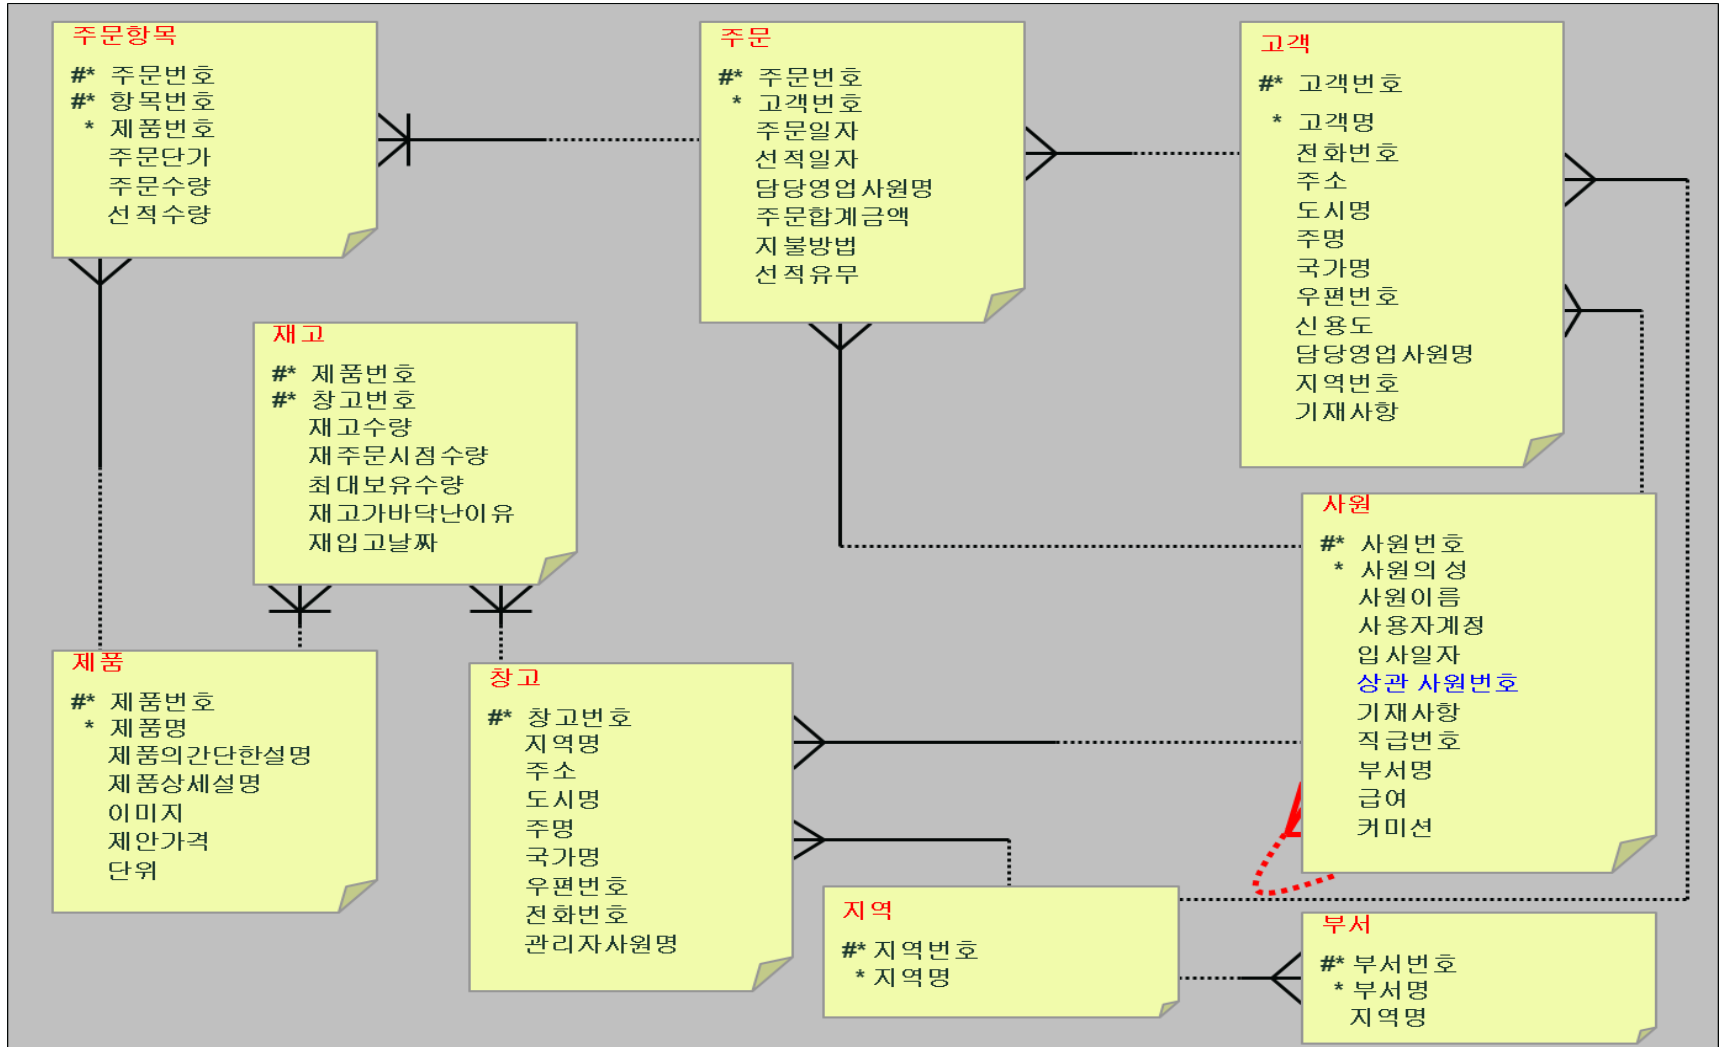 주문항목
#* 주문번호
#* 항목번호
* 제품번호
주문단가
주문수량
선적수량
주문
#* 주문번호
* 고객번호
주문일자
선적일자
담당영업사원명
주문합계금액
지불방법
선적유무
고객
#* 고객번호
* 고객명
전화번호
주소
도시명
주명
국가명
우편번호
신용도
담당영업사원명
지역번호
기재사항
재고
#* 제품번호
#* 창고번호
재고수량
재주문시점수량
최대보유수량
재고가바닥난이유
재입고날짜
사원
#* 사원번호
* 사원의성
사원이름
사용자계정
입사일자
상관 사원번호
기재사항
직급번호
부서명
급여
커미션
제품
#* 제품번호
* 제품명
제품의간단한설명
제품상세설명
이미지
제안가격
단위
창고
#* 창고번호
지역명
주소
도시명
주명
국가명
우편번호
전화번호
관리자사원명
지역
#* 지역번호
* 지역명
부서
#* 부서번호
* 부서명
지역명